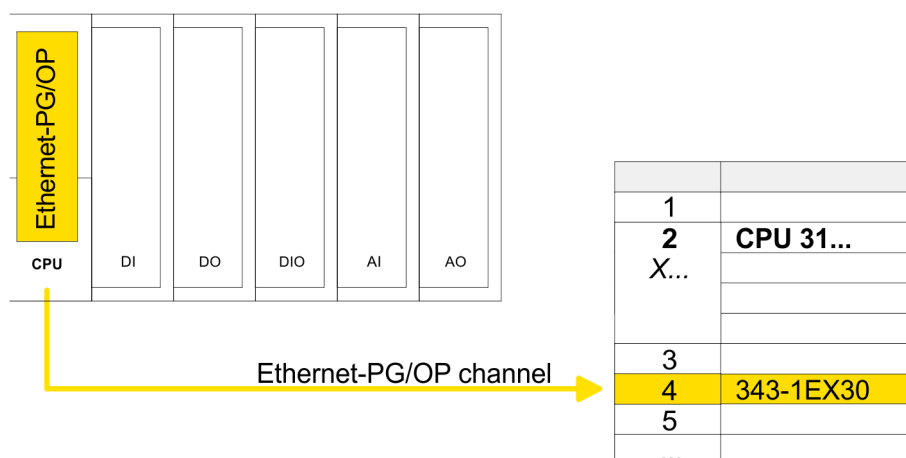 Ethernet-PG/OP
CPU
DI
DO
DIO
AI
AO
Ethernet-PG/OP channel
1
2 CPU 31...
X...
3
4 343-1EX30
5
...